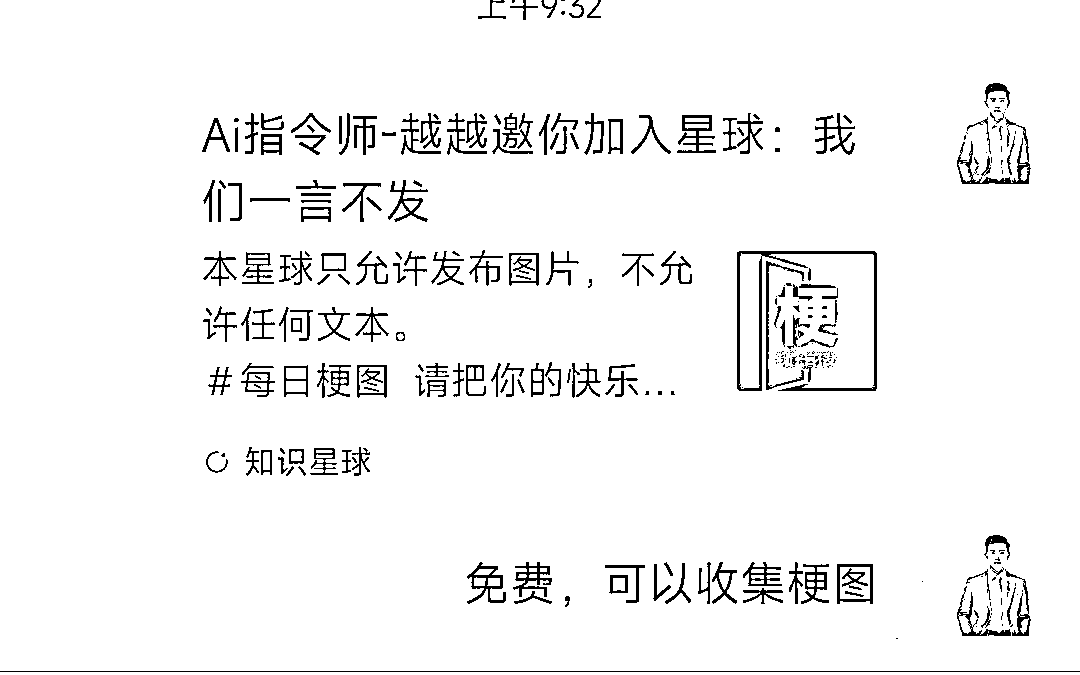 上午9:32
Ai指令师-越越邀你加入星球：我
们一言不发
本星球只允许发布图片，不允
许任何文本。
#每日梗图 请把你的快乐...
梗
知识星球
免费，可以收集梗图